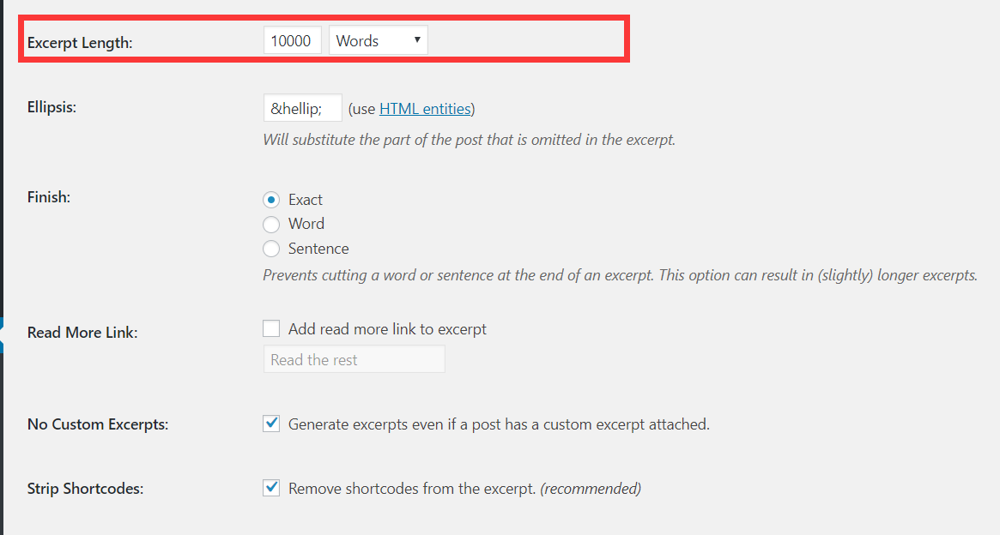 Excerpt Length: 10000 Words
Ellipsis: &hellip; (use HTML entities)
Will substitute the part of the post that is omitted in the excerpt.
Finish: Exact
Word
Sentence
Prevents cutting a word or sentence at the end of an excerpt. This option can result in (slightly) longer excerpts.
Read More Link: Add read more link to excerpt
Read the rest
No Custom Excerpts: Generate excerpts even if a post has a custom excerpt attached.
Strip Shortcodes: Remove shortcodes from the excerpt. (recommended)